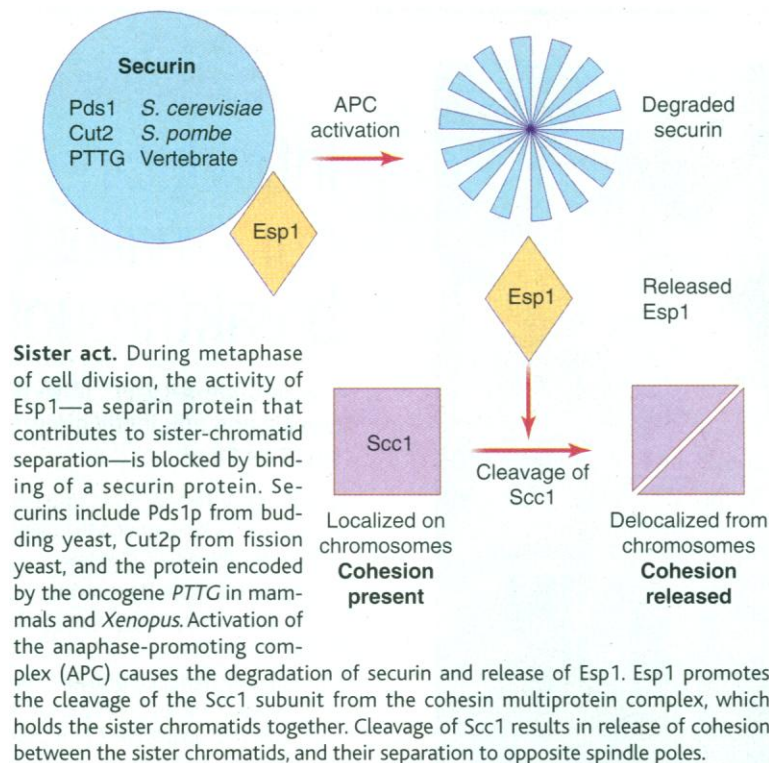 Securin
Pds1 S. cerevisiae
Cut2 S. pombe
PTTG Vertebrate
Esp1
APC
activation
Degraded
securin
Esp1
Released
Esp1
Scc1
Cleavage of
Scc1
Localized on
chromosomes
Cohesion
present
Delocalized from
chromosomes
Cohesion
released
Sister act. During metaphase
of cell division, the activity of
Esp1—a separin protein that
contributes to sister-chromatid
separation—is blocked by bind-
ing of a securin protein. Se-
curins include Pds1p from bud-
ding yeast, Cut2p from fission
yeast, and the protein encoded
by the oncogene PTTG in mam-
mals and Xenopus. Activation of
the anaphase-promoting com-
plex (APC) causes the degradation of securin and release of Esp1. Esp1 promotes
the cleavage of the Scc1 subunit from the cohesin multiprotein complex, which
holds the sister chromatids together. Cleavage of Scc1 results in release of cohesion
between the sister chromatids, and their separation to opposite spindle poles.